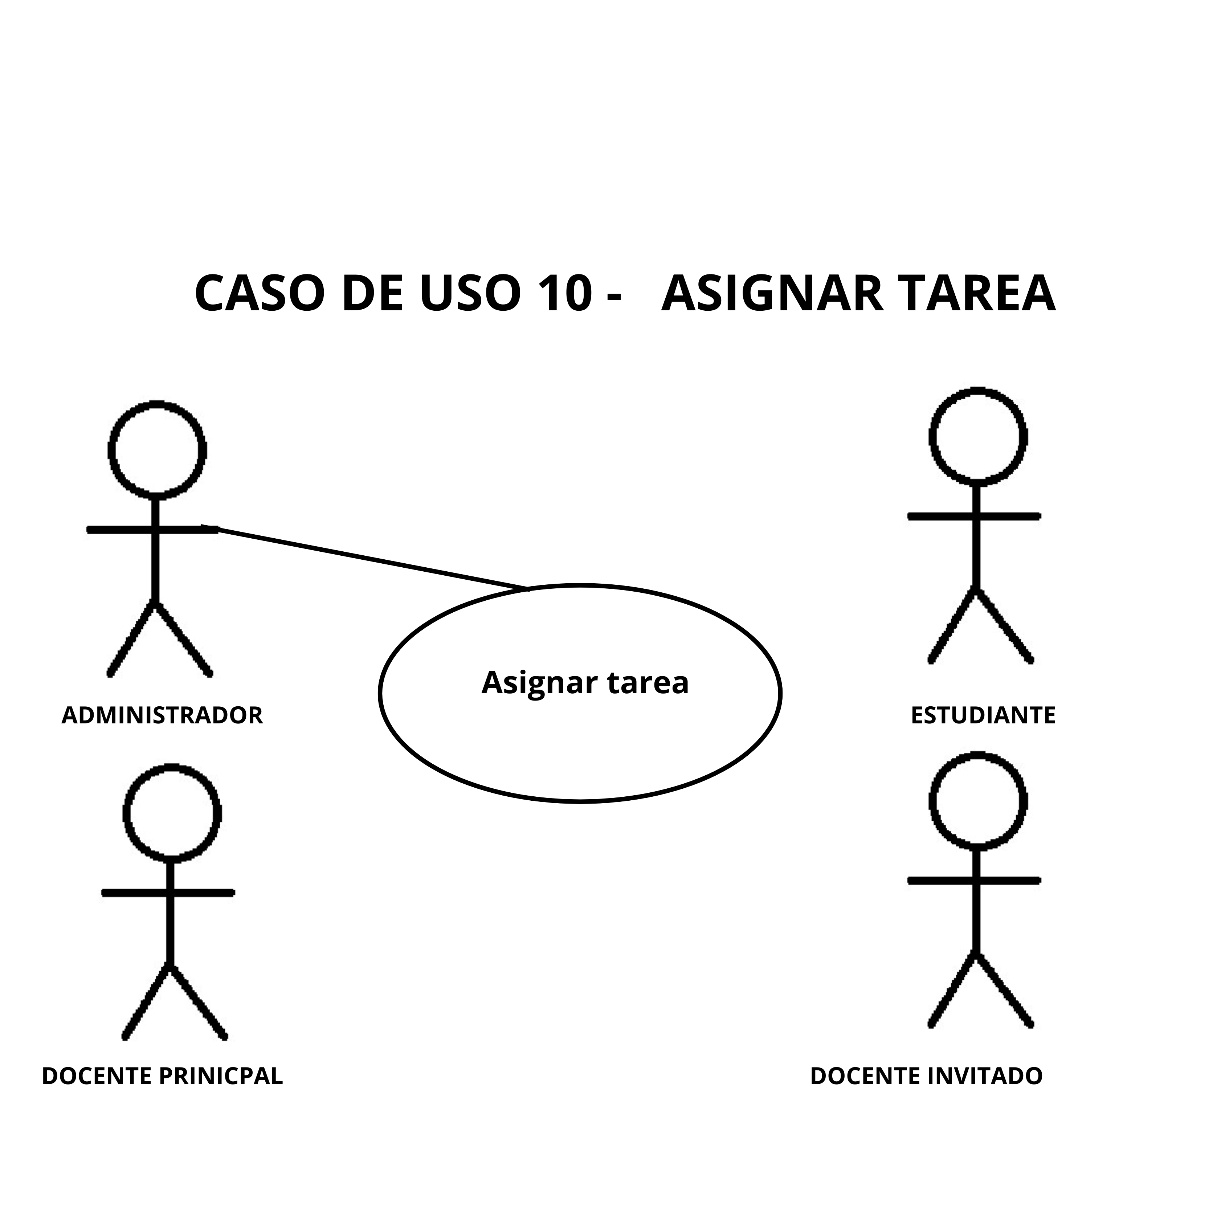 CASO DE USO 10 - ASIGNAR TAREA
Asignar tarea
ADMINISTRADOR
ESTUDIANTE
DOCENTE PRINICPAL
DOCENTE INVITADO